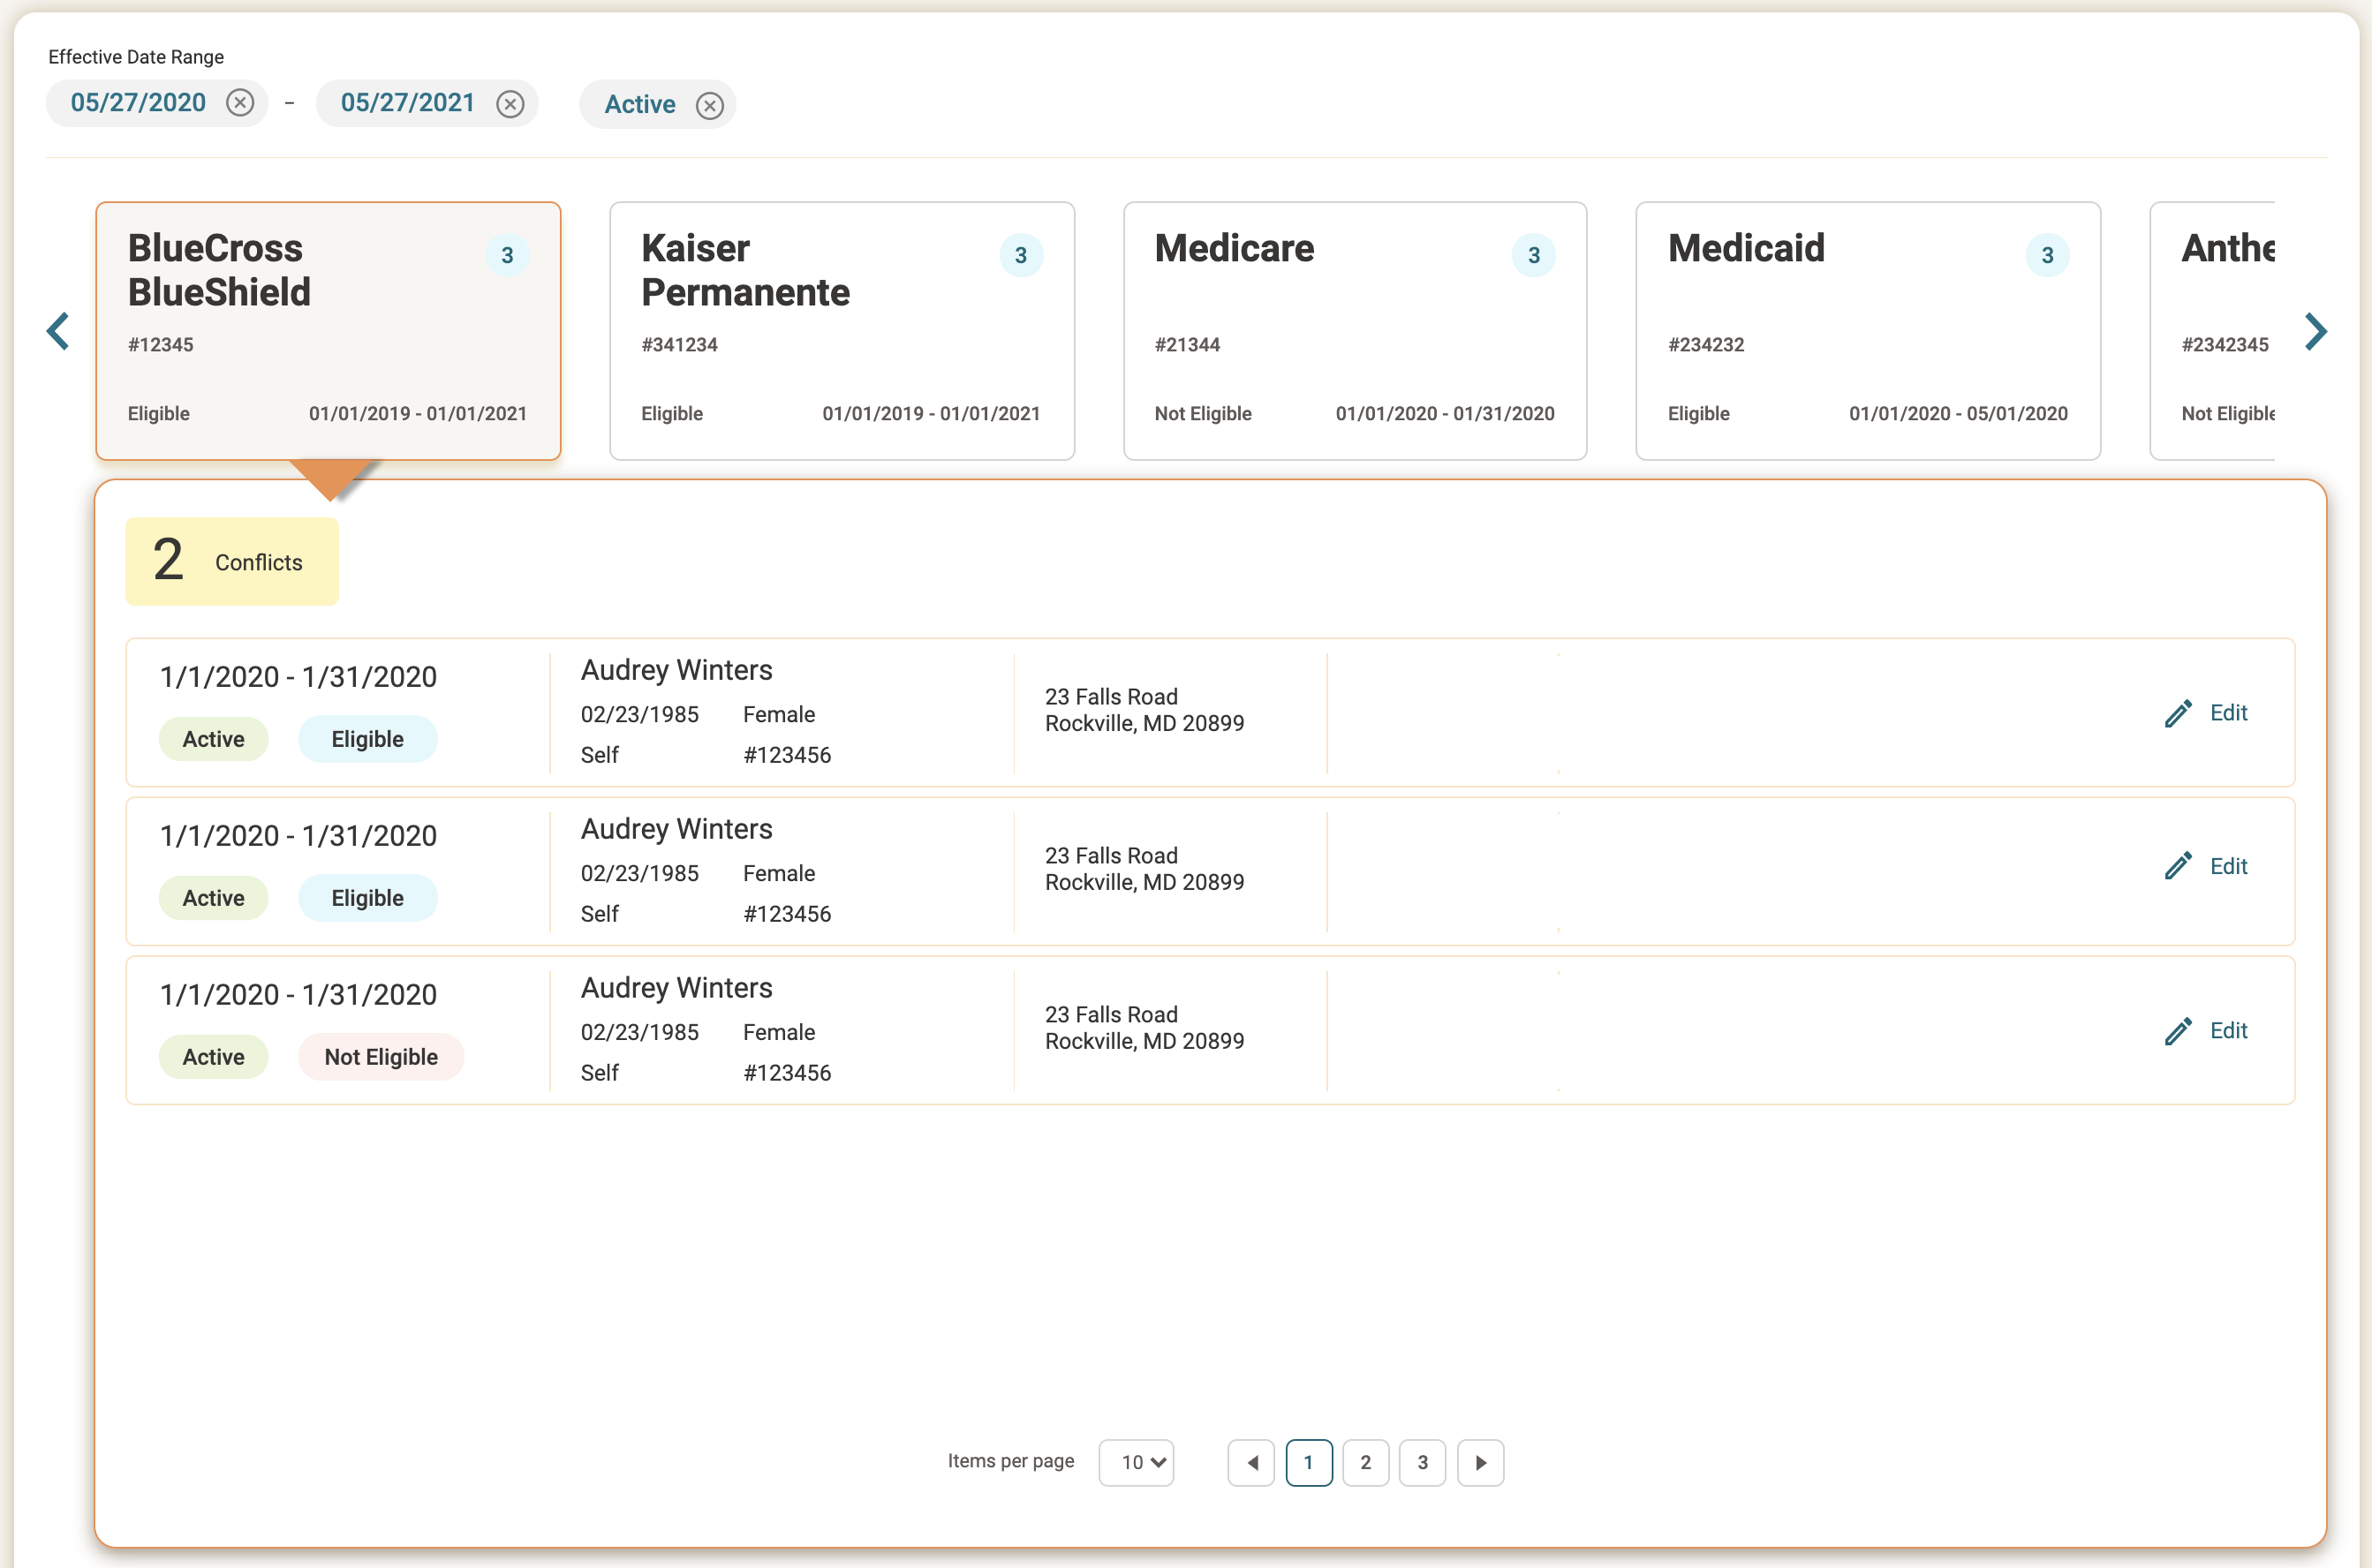 Effective Date Range
05/27/2020 - 05/27/2021 Active
BlueCross BlueShield 3
#12345
Eligible 01/01/2019 - 01/01/2021
Kaiser Permanente 3
#341234
Eligible 01/01/2019 - 01/01/2021
Medicare 3
#21344
Not Eligible 01/01/2020 - 01/31/2020
Medicaid 3
#234232
Eligible 01/01/2020 - 05/01/2020
Anthe
#2342345
Not Eligible
2 Conflicts
1/1/2020 - 1/31/2020
Active Eligible
Audrey Winters
02/23/1985 Female
Self #123456
23 Falls Road
Rockville, MD 20899
Edit
1/1/2020 - 1/31/2020
Active Eligible
Audrey Winters
02/23/1985 Female
Self #123456
23 Falls Road
Rockville, MD 20899
Edit
1/1/2020 - 1/31/2020
Active Not Eligible
Audrey Winters
02/23/1985 Female
Self #123456
23 Falls Road
Rockville, MD 20899
Edit
Items per page 10 1 2 3